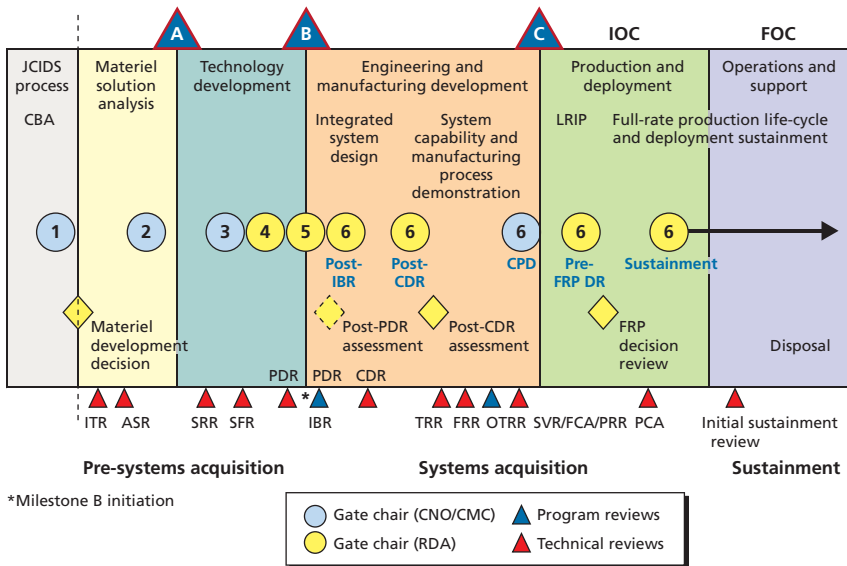 A
B
C
IOC
FOC
JCIDS
process
CBA
Materiel
solution
analysis
Technology
development
Engineering and
manufacturing development
Integrated
system
design
System
capability and
manufacturing
process
demonstration
Production and
deployment
LRIP
Operations and
support
Full-rate production life-cycle
and deployment sustainment
1
2
3
4
5
6
6
6
6
6
Post-
IBR
Post-
CDR
CPD
Pre-
FRP DR
Sustainment
Materiel
development
decision
Post-PDR
assessment
Post-CDR
assessment
FRP
decision
review
Disposal
PDR
PDR
CDR
*
ITR
ASR
SRR
SFR
IBR
TRR
FRR
OTRR
SVR/FCA/PRR
PCA
Initial sustainment
review
Pre-systems acquisition
Systems acquisition
Sustainment
*Milestone B initiation
Gate chair (CNO/CMC)
Program reviews
Gate chair (RDA)
Technical reviews